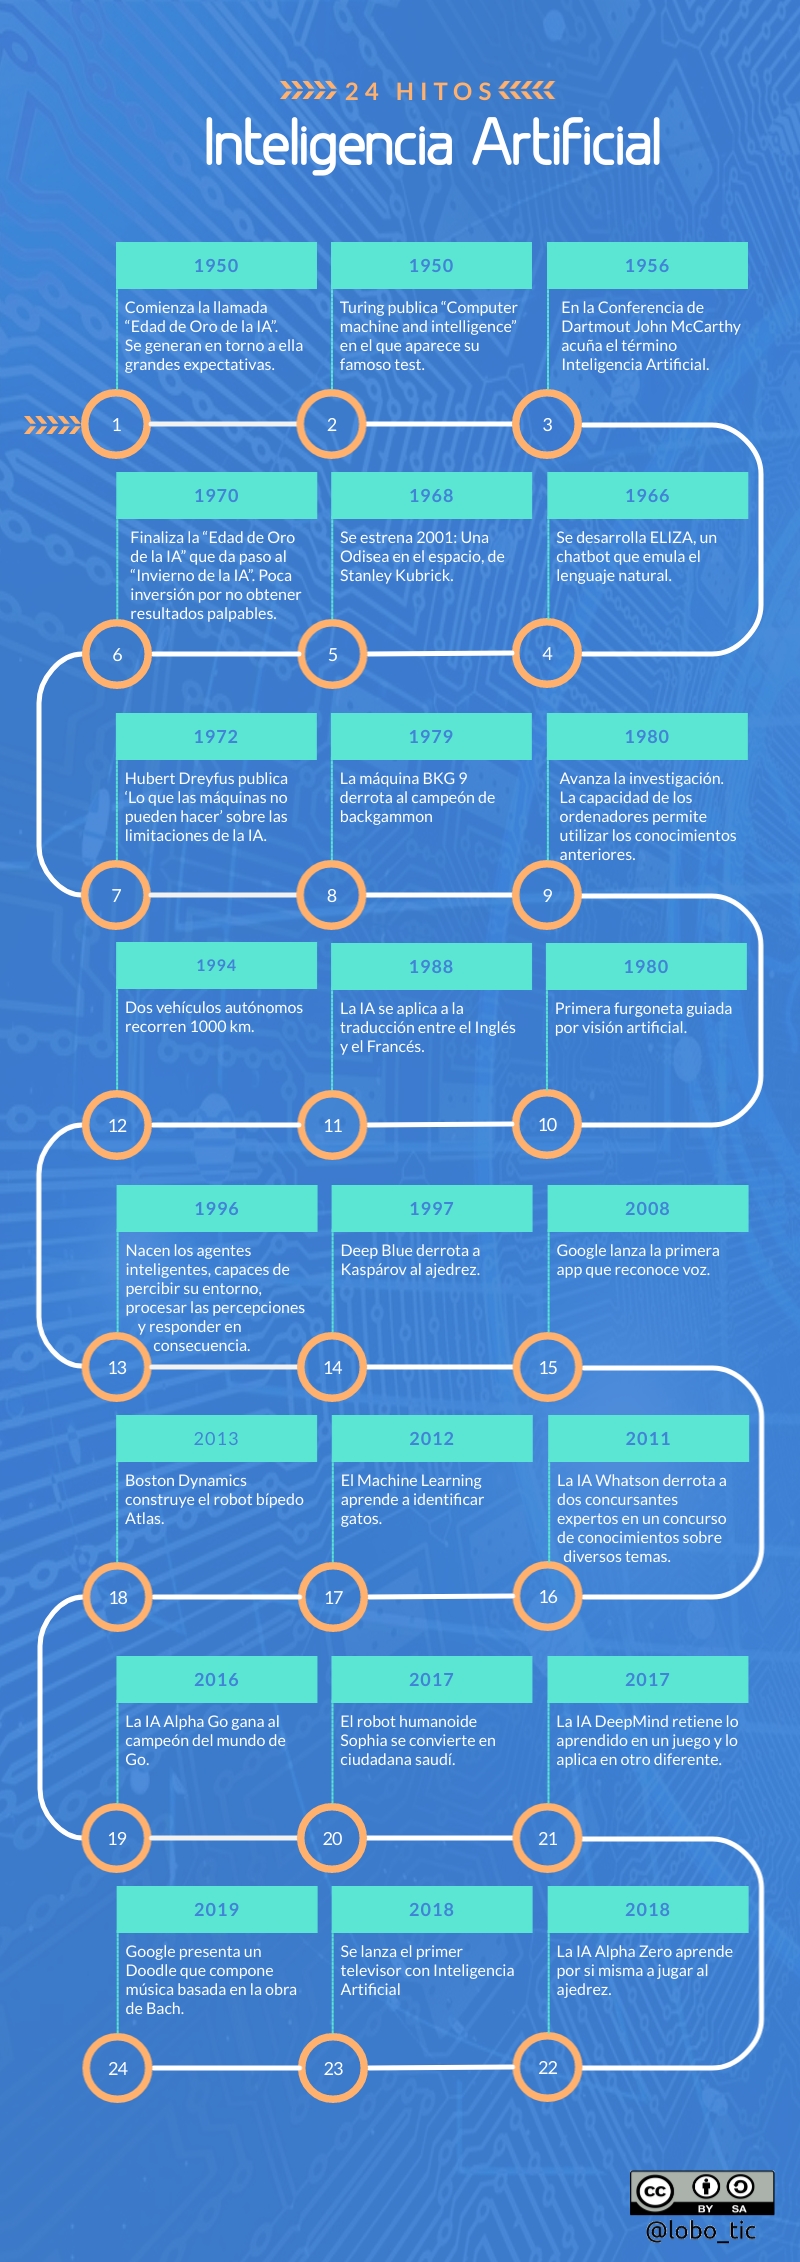 24 HITOS
Inteligencia Artificial
1950
Comienza la llamada
“Edad de Oro de la IA”.
Se generan en torno a ella
grandes expectativas.
1
1950
Turing publica “Computer
machine and intelligence”
en el que aparece su
famoso test.
2
1956
En la Conferencia de
Dartmout John McCarthy
acuña el término
Inteligencia Artificial.
3
1966
Se desarrolla ELIZA, un
chatbot que emula el
lenguaje natural.
4
1968
Se estrena 2001: Una
Odisea en el espacio, de
Stanley Kubrick.
5
1970
Finaliza la “Edad de Oro
de la IA” que da paso al
“Invierno de la IA”. Poca
inversión por no obtener
resultados palpables.
6
1972
Hubert Dreyfus publica
‘Lo que las máquinas no
pueden hacer’ sobre las
limitaciones de la IA.
7
1979
La máquina BKG 9
derrota al campeón de
backgammon
8
1980
Avanza la investigación.
La capacidad de los
ordenadores permite
utilizar los conocimientos
anteriores.
9
1980
Primera furgoneta guiada
por visión artificial.
10
1988
La IA se aplica a la
traducción entre el Inglés
y el Francés.
11
1994
Dos vehículos autónomos
recorren 1000 km.
12
1996
Nacen los agentes
inteligentes, capaces de
percibir su entorno,
procesar las percepciones
y responder en
consecuencia.
13
1997
Deep Blue derrota a
Kaspárov al ajedrez.
14
2008
Google lanza la primera
app que reconoce voz.
15
2011
La IA Whatson derrota a
dos concursantes
expertos en un concurso
de conocimientos sobre
diversos temas.
16
2012
El Machine Learning
aprende a identificar
gatos.
17
2013
Boston Dynamics
construye el robot bípedo
Atlas.
18
2016
La IA Alpha Go gana al
campeón del mundo de
Go.
19
2017
El robot humanoide
Sophia se convierte en
ciudadana saudí.
20
2017
La IA DeepMind retiene lo
aprendido en un juego y lo
aplica en otro diferente.
21
2018
La IA Alpha Zero aprende
por si misma a jugar al
ajedrez.
22
2018
Se lanza el primer
televisor con Inteligencia
Artificial
23
2019
Google presenta un
Doodle que compone
música basada en la obra
de Bach.
24
cc
BY SA
@lobo_tic